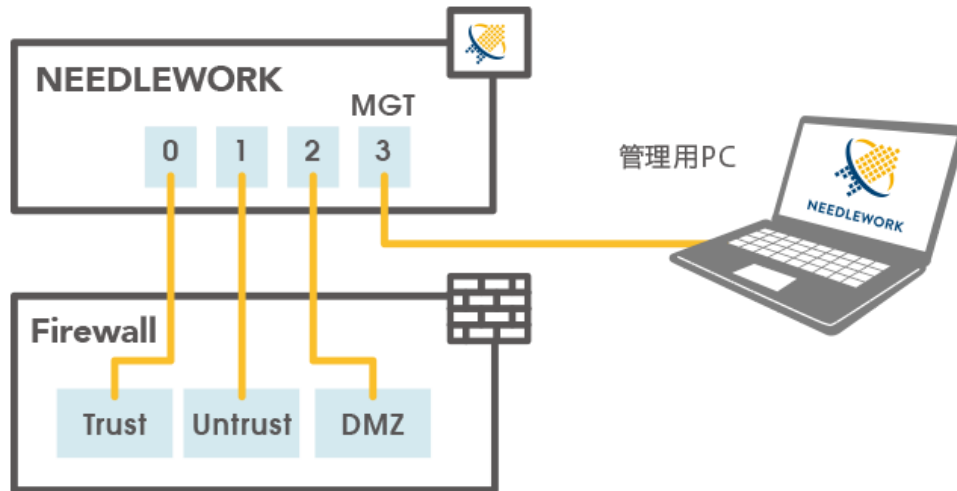 NEEDLEWORK
MGT
0 1 2 3
管理用PC
NEEDLEWORK
Firewall
Trust Untrust DMZ